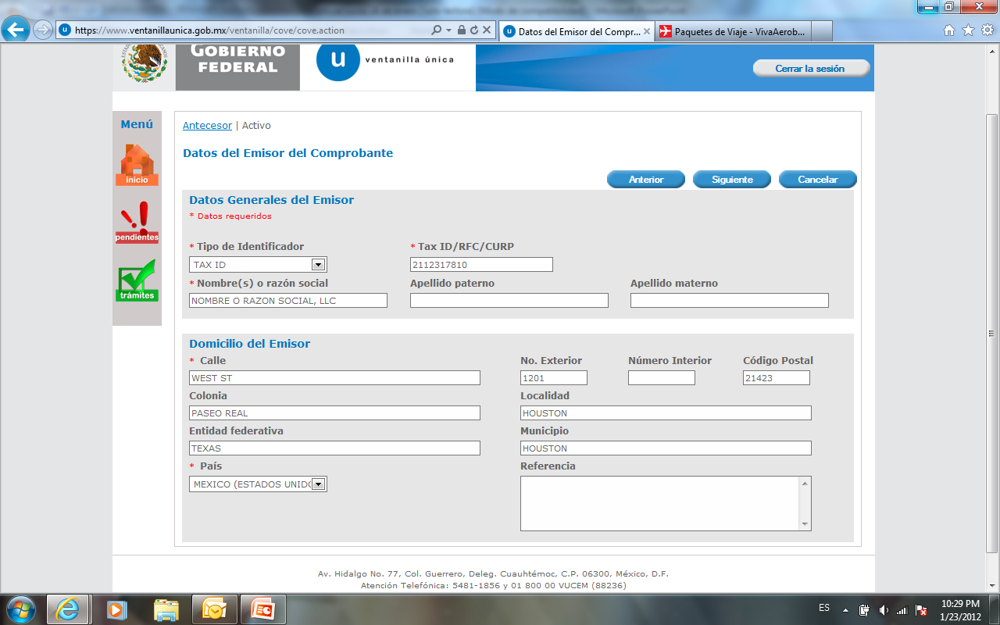 https://www.ventanillaunica.gob.mx/ventanilla/cove/cove.action
Datos del Emisor del Compr...
Paquetes de Viaje - VivaAerob...
GOBIERNO
FEDERAL
u
ventanilla única
Cerrar la sesión
Menú
inicio
pendientes
trámites
Antecesor | Activo
Datos del Emisor del Comprobante
Anterior
Siguiente
Cancelar
Datos Generales del Emisor
* Datos requeridos
* Tipo de Identificador
* Tax ID/RFC/CURP
TAX ID
2112317810
* Nombre(s) o razón social
Apellido paterno
Apellido materno
NOMBRE O RAZON SOCIAL, LLC
Domicilio del Emisor
* Calle
No. Exterior
Número Interior
Código Postal
WEST ST
1201
21423
Colonia
Localidad
PASEO REAL
HOUSTON
Entidad federativa
Municipio
TEXAS
HOUSTON
* País
Referencia
MEXICO (ESTADOS UNIDO
Av. Hidalgo No. 77, Col. Guerrero, Deleg. Cuauhtémoc, C.P. 06300, México, D.F.
Atención Telefónica: 5481-1856 y 01 800 00 VUCEM (88236)
ES
10:29 PM
1/23/2012